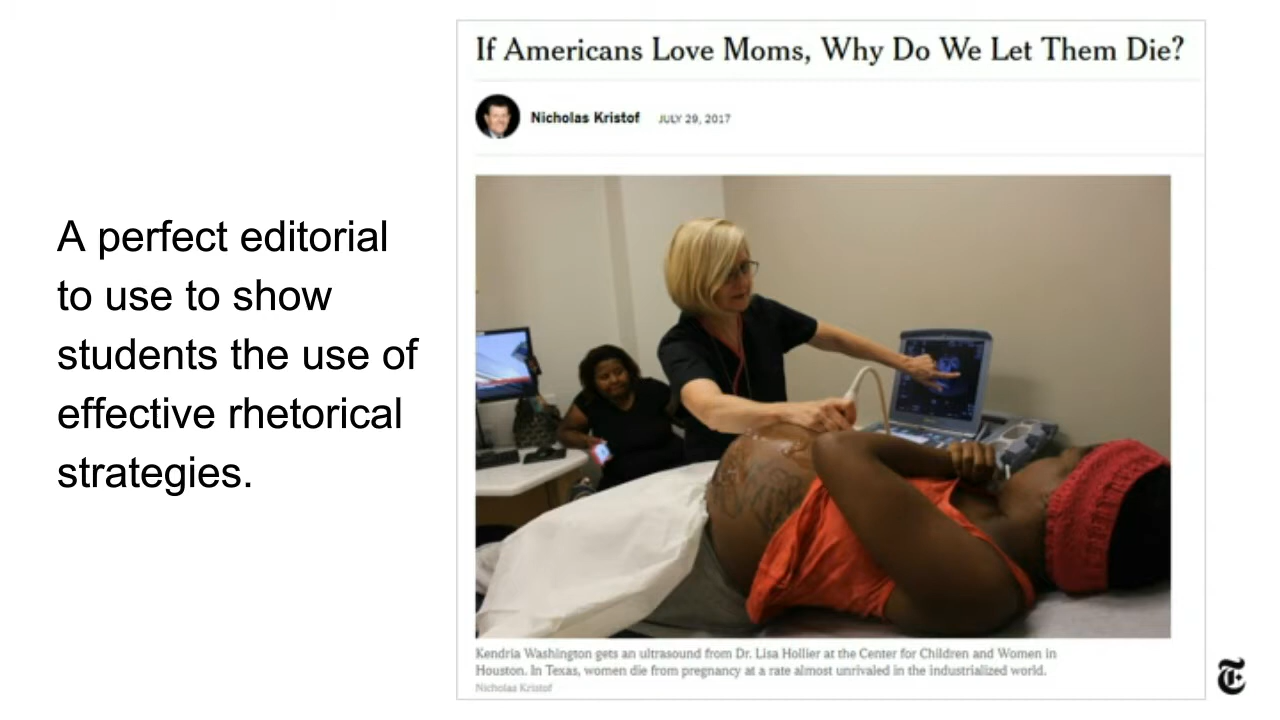 If Americans Love Moms, Why Do We Let Them Die?
Nicholas Kristof JULY 29, 2017
A perfect editorial
to use to show
students the use of
effective rhetorical
strategies.
Kendria Washington gets an ultrasound from Dr. Lisa Hollier at the Center for Children and Women in
Houston. In Texas, women die from pregnancy at a rate almost unrivaled in the industrialized world.
Nicholas Kristof
T